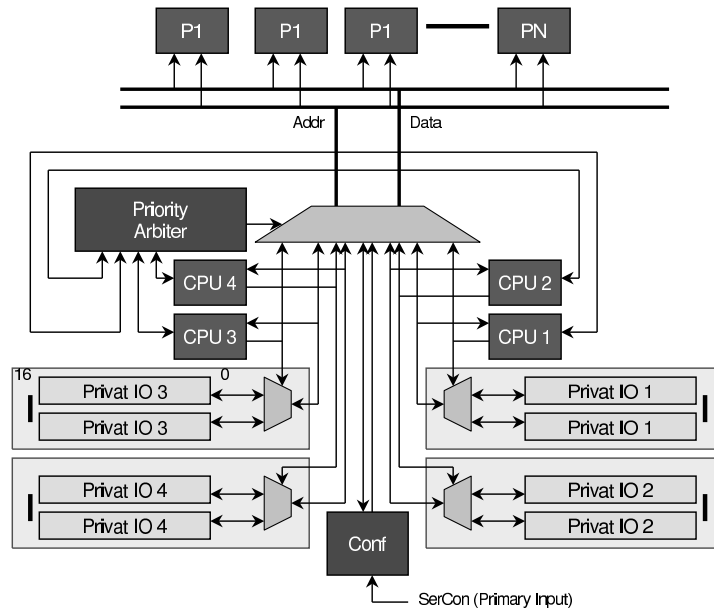 P1 P1 P1 PN
Addr Data
Priority
Arbiter
CPU 4 CPU 2
CPU 3 CPU 1
16 0
Privat IO 3 Privat IO 1
Privat IO 3 Privat IO 1
Privat IO 4 Privat IO 2
Privat IO 4 Privat IO 2
Conf
SerCon (Primary Input)